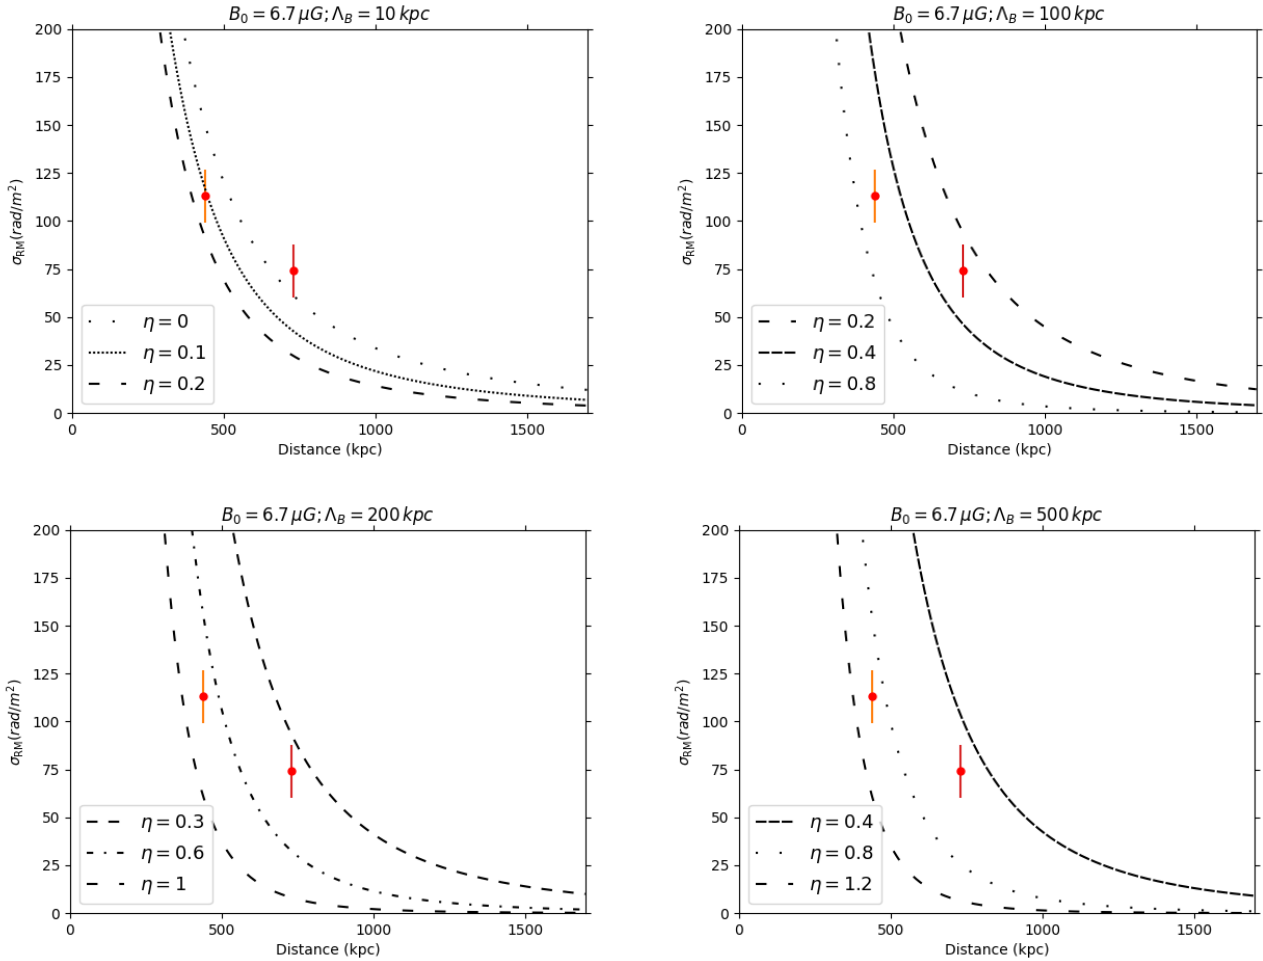 B₀ = 6.7 μG; Λ_B = 10 kpc
200
175
150
125
100
75
50
25
0
σ_RM(rad/m²)
η = 0
η = 0.1
η = 0.2
0 500 1000 1500
Distance (kpc)
B₀ = 6.7 μG; Λ_B = 100 kpc
200
175
150
125
100
75
50
25
0
σ_RM(rad/m²)
η = 0.2
η = 0.4
η = 0.8
0 500 1000 1500
Distance (kpc)
B₀ = 6.7 μG; Λ_B = 200 kpc
200
175
150
125
100
75
50
25
0
σ_RM(rad/m²)
η = 0.3
η = 0.6
η = 1
0 500 1000 1500
Distance (kpc)
B₀ = 6.7 μG; Λ_B = 500 kpc
200
175
150
125
100
75
50
25
0
σ_RM(rad/m²)
η = 0.4
η = 0.8
η = 1.2
0 500 1000 1500
Distance (kpc)